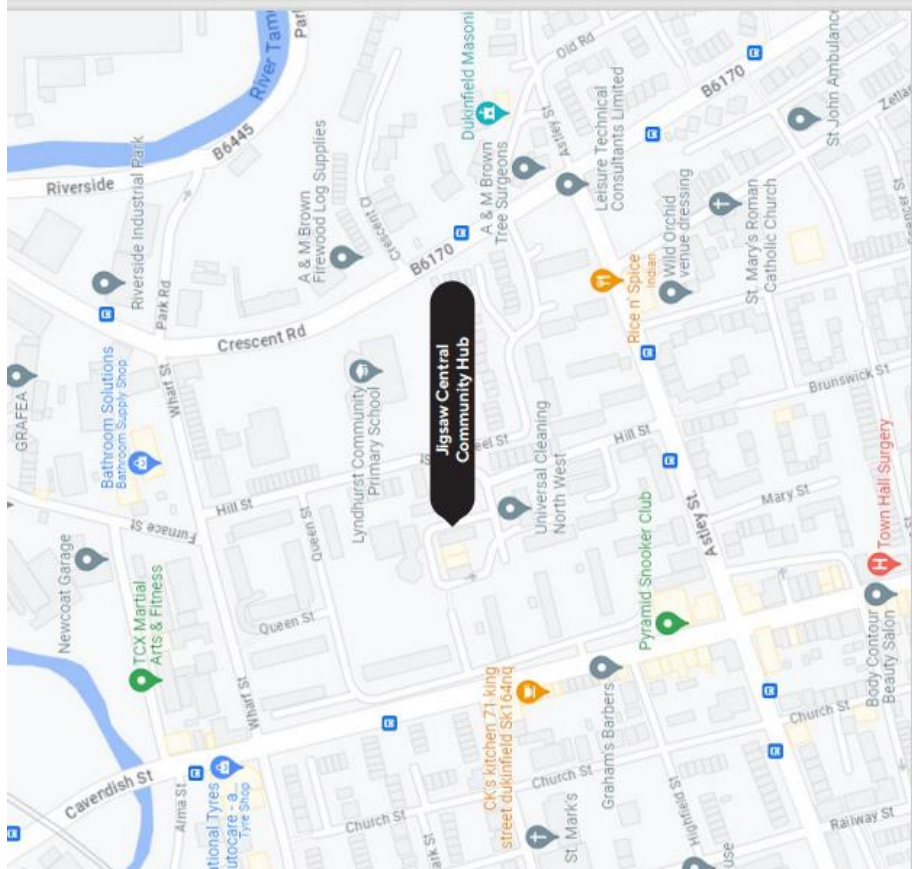 Cavendish St
Newcoat Garage
GRAFEA
Riverside
Alma St
TCX Martial
Arts & Fitness
Furnace St
Bathroom Solutions
Bathroom Supply Shop
Riverside Industrial Park
Park Rd
Wharf St
Wharf St
ational Tyres
utocare - a
Tyre Shop
Hill St
Crescent Rd
B6445
River Tame
Queen St
Queen St
A & M Brown
Firewood Log Supplies
Church St
Lyndhurst Community
Primary School
Crescent Cl
B6170
ark St
Jigsaw Central
Community Hub
Dukinfield Masoni
CK's kitchen 71 king
street dukinfield Sk164nq
A & M Brown
Tree Surgeons
Universal Cleaning
North West
Church St
St. Mark's
Astley St
Old Rd
Graham's Barbers
Leisure Technical
Consultants Limited
Hill St
Rice n' Spice
Indian
Pyramid Snooker Club
Wild Orchid
venue dressing
Highfield St
Astley St.
B6170
St. Mary's Roman
Catholic Church
Mary St
Church St
Brunswick St
St John Ambulance
Railway St
Body Contour
Beauty Salon
Town Hall Surgery